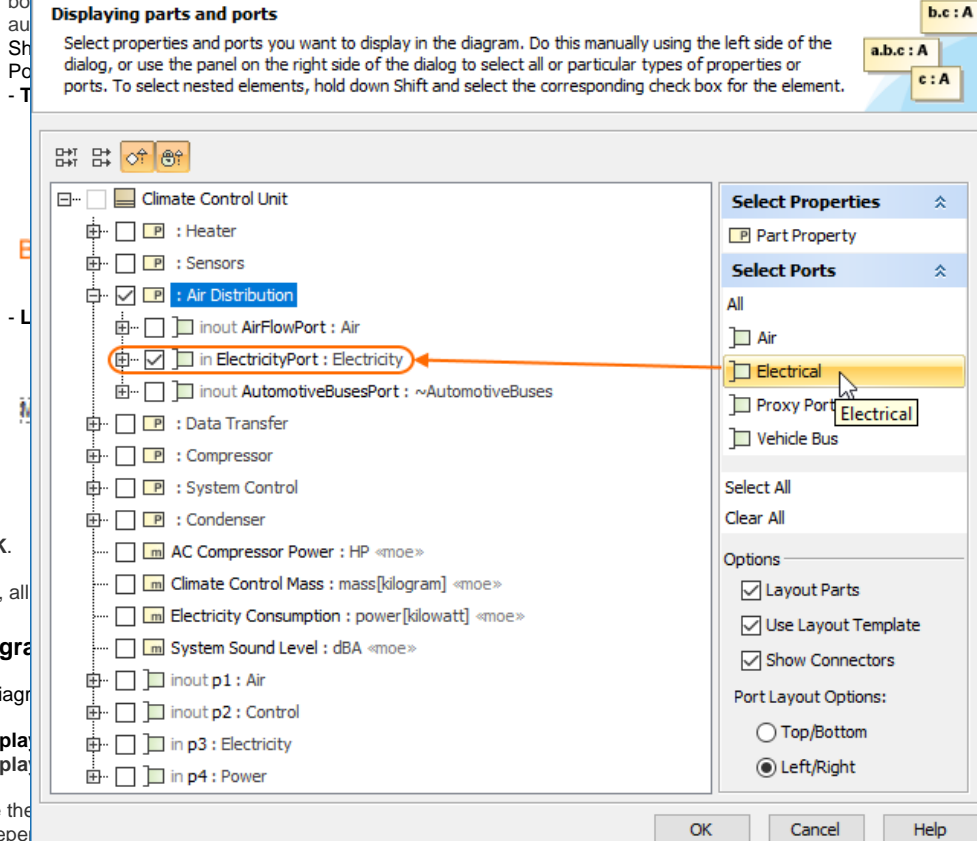 Displaying parts and ports
Select properties and ports you want to display in the diagram. Do this manually using the left side of the
dialog, or use the panel on the right side of the dialog to select all or particular types of properties or
ports. To select nested elements, hold down Shift and select the corresponding check box for the element.
b.c : A
a.b.c : A
c : A
Climate Control Unit
P : Heater
P : Sensors
P : Air Distribution
inout AirFlowPort : Air
in ElectricityPort : Electricity
inout AutomotiveBusesPort : ~AutomotiveBuses
P : Data Transfer
P : Compressor
P : System Control
P : Condenser
m AC Compressor Power : HP «moe»
m Climate Control Mass : mass[kilogram] «moe»
m Electricity Consumption : power[kilowatt] «moe»
m System Sound Level : dBA «moe»
inout p1 : Air
inout p2 : Control
in p3 : Electricity
in p4 : Power
Select Properties
P Part Property
Select Ports
All
Air
Electrical
Proxy Port
Electrical
Vehicle Bus
Select All
Clear All
Options
Layout Parts
Use Layout Template
Show Connectors
Port Layout Options:
Top/Bottom
Left/Right
OK
Cancel
Help